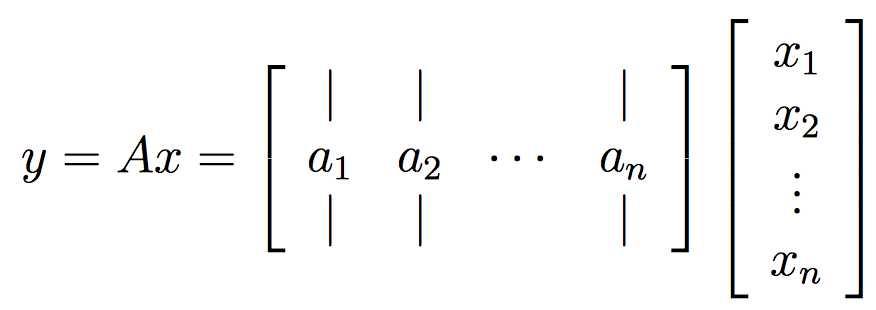 y = Ax = [ | | | ; a₁ a₂ ⋯ aₙ ; | | | ] [ x₁ ; x₂ ; ⋮ ; xₙ ]